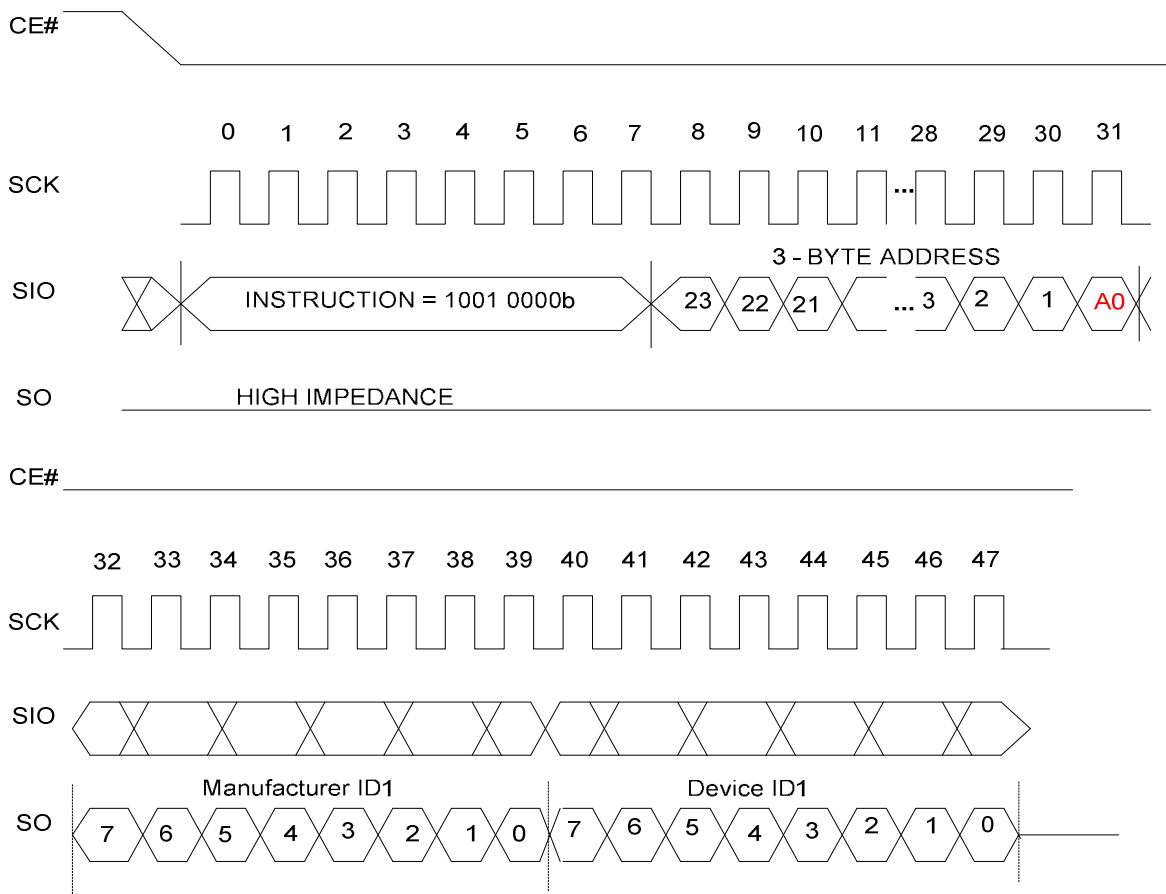 CE#
0 1 2 3 4 5 6 7 8 9 10 11 28 29 30 31
SCK ...
3 - BYTE ADDRESS
SIO INSTRUCTION = 1001 0000b 23 22 21 ... 3 2 1 A0
SO HIGH IMPEDANCE
CE#
32 33 34 35 36 37 38 39 40 41 42 43 44 45 46 47
SCK
SIO
Manufacturer ID1 Device ID1
SO 7 6 5 4 3 2 1 0 7 6 5 4 3 2 1 0